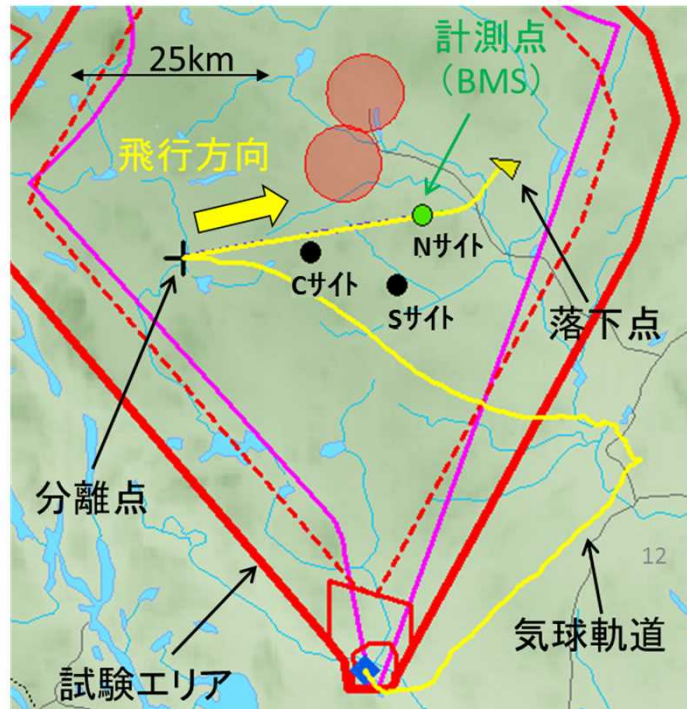 25km
計測点
(BMS)
飛行方向
Nサイト
Cサイト
Sサイト
落下点
分離点
12
気球軌道
試験エリア